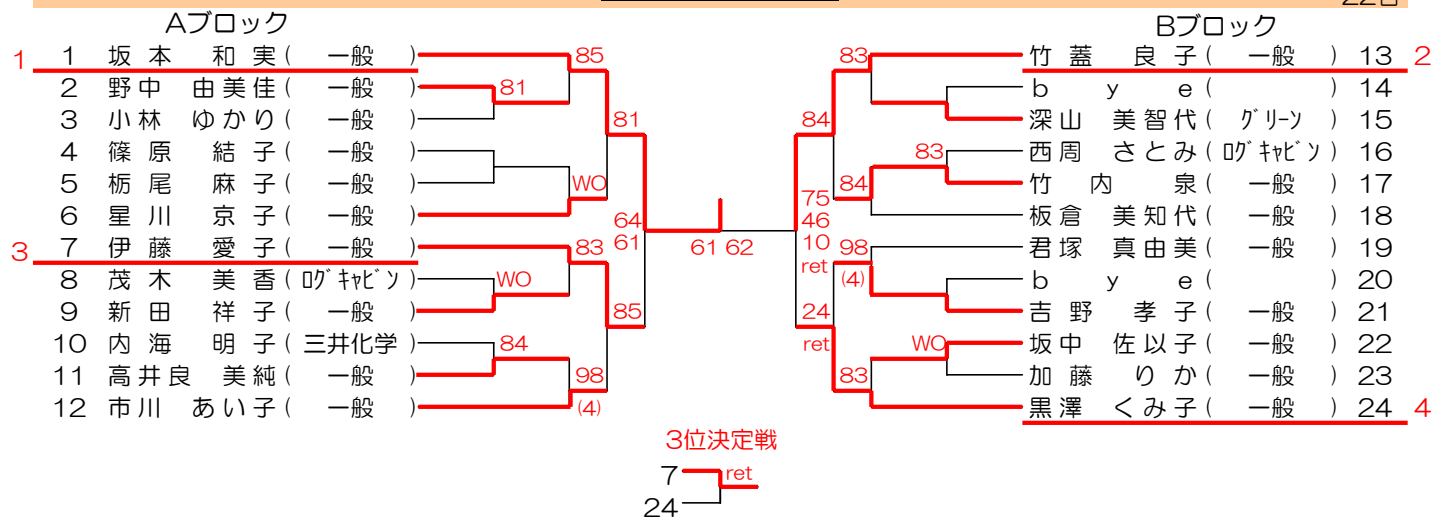 22日
Aブロック
Bブロック
1 1 坂本 和実( 一般 )
2 野中 由美佳( 一般 )
3 小林 ゆかり( 一般 )
4 篠原 結子( 一般 )
5 栃尾 麻子( 一般 )
6 星川 京子( 一般 )
3 7 伊藤 愛子( 一般 )
8 茂木 美香( ログキャビン )
9 新田 祥子( 一般 )
10 内海 明子( 三井化学 )
11 高井良 美純( 一般 )
12 市川 あい子( 一般 )
85
81
81
WO
64
61
83
WO
85
84
98
(4)
61 62
83
84
83
84
75
46
10
ret
98
(4)
24
ret
WO
83
竹蓋 良子( 一般 ) 13 2
bye( ) 14
深山 美智代( グリーン ) 15
西周 さとみ( ログキャビン ) 16
竹内 泉( 一般 ) 17
板倉 美知代( 一般 ) 18
君塚 真由美( 一般 ) 19
bye( ) 20
吉野 孝子( 一般 ) 21
坂中 佐以子( 一般 ) 22
加藤 りか( 一般 ) 23
黒澤 くみ子( 一般 ) 24 4
3位決定戦
7 ret
24